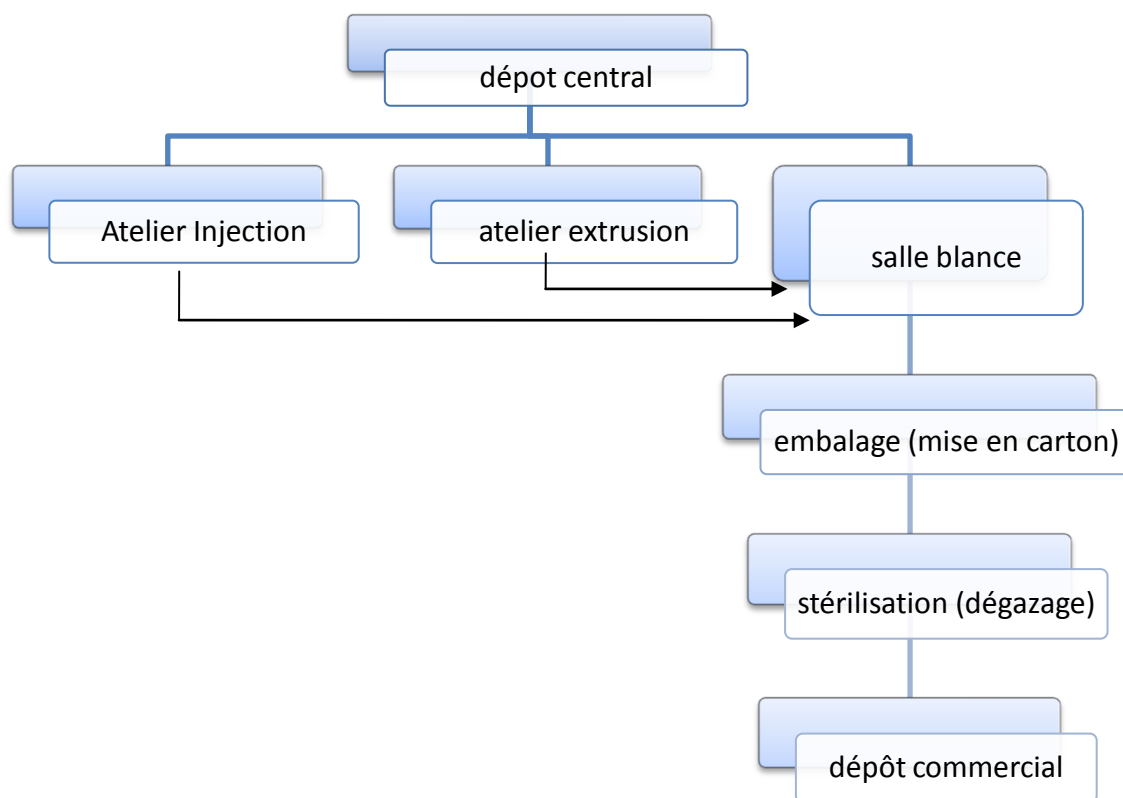 dépot central
Atelier Injection
atelier extrusion
salle blance
embalage (mise en carton)
stérilisation (dégazage)
dépôt commercial